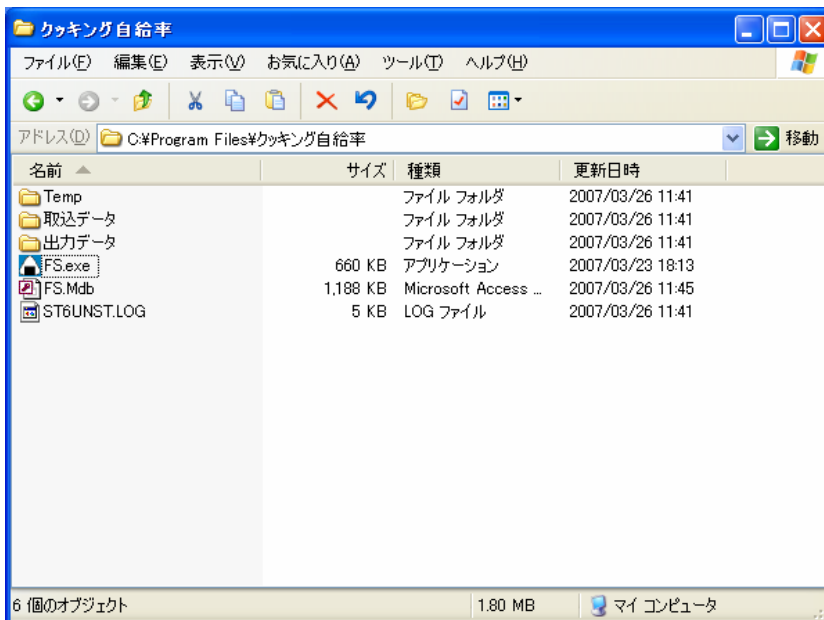 クッキング自給率
ファイル(F) 編集(E) 表示(V) お気に入り(A) ツール(T) ヘルプ(H)
アドレス(D) C:¥Program Files¥クッキング自給率 移動
名前 サイズ 種類 更新日時
Temp ファイル フォルダ 2007/03/26 11:41
取込データ ファイル フォルダ 2007/03/26 11:41
出力データ ファイル フォルダ 2007/03/26 11:41
FS.exe 660 KB アプリケーション 2007/03/23 18:13
FS.Mdb 1,188 KB Microsoft Access ... 2007/03/26 11:45
ST6UNST.LOG 5 KB LOG ファイル 2007/03/26 11:41
6 個のオブジェクト 1.80 MB マイ コンピュータ